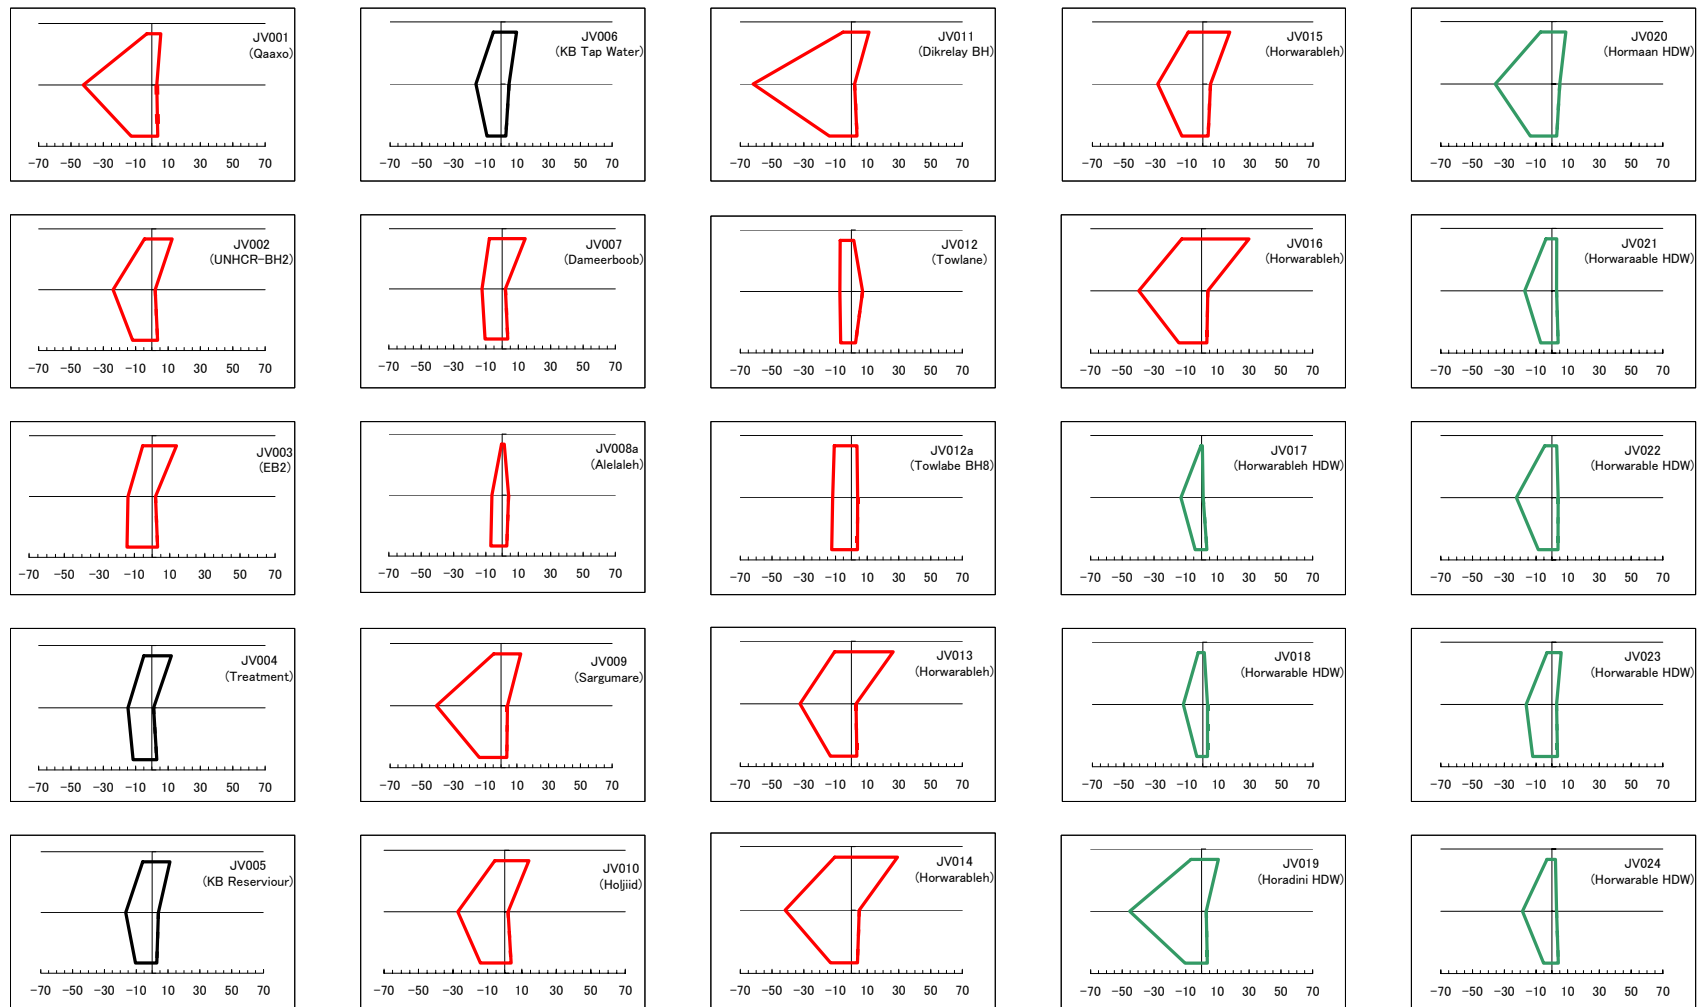 JV001
(Qaaxo)
-70 -50 -30 -10 10 30 50 70
JV006
(KB Tap Water)
-70 -50 -30 -10 10 30 50 70
JV011
(Dikrelay BH)
-70 -50 -30 -10 10 30 50 70
JV015
(Horwarableh)
-70 -50 -30 -10 10 30 50 70
JV020
(Hormaan HDW)
-70 -50 -30 -10 10 30 50 70
JV002
(UNHCR-BH2)
-70 -50 -30 -10 10 30 50 70
JV007
(Dameerboob)
-70 -50 -30 -10 10 30 50 70
JV012
(Towlane)
-70 -50 -30 -10 10 30 50 70
JV016
(Horwarableh)
-70 -50 -30 -10 10 30 50 70
JV021
(Horwaraable HDW)
-70 -50 -30 -10 10 30 50 70
JV003
(EB2)
-70 -50 -30 -10 10 30 50 70
JV008a
(Alelaleh)
-70 -50 -30 -10 10 30 50 70
JV012a
(Towlabe BH8)
-70 -50 -30 -10 10 30 50 70
JV017
(Horwarableh HDW)
-70 -50 -30 -10 10 30 50 70
JV022
(Horwarable HDW)
-70 -50 -30 -10 10 30 50 70
JV004
(Treatment)
-70 -50 -30 -10 10 30 50 70
JV009
(Sargumare)
-70 -50 -30 -10 10 30 50 70
JV013
(Horwarableh)
-70 -50 -30 -10 10 30 50 70
JV018
(Horwarable HDW)
-70 -50 -30 -10 10 30 50 70
JV023
(Horwarable HDW)
-70 -50 -30 -10 10 30 50 70
JV005
(KB Reserviour)
-70 -50 -30 -10 10 30 50 70
JV010
(Holjiid)
-70 -50 -30 -10 10 30 50 70
JV014
(Horwarableh)
-70 -50 -30 -10 10 30 50 70
JV019
(Horadini HDW)
-70 -50 -30 -10 10 30 50 70
JV024
(Horwarable HDW)
-70 -50 -30 -10 10 30 50 70